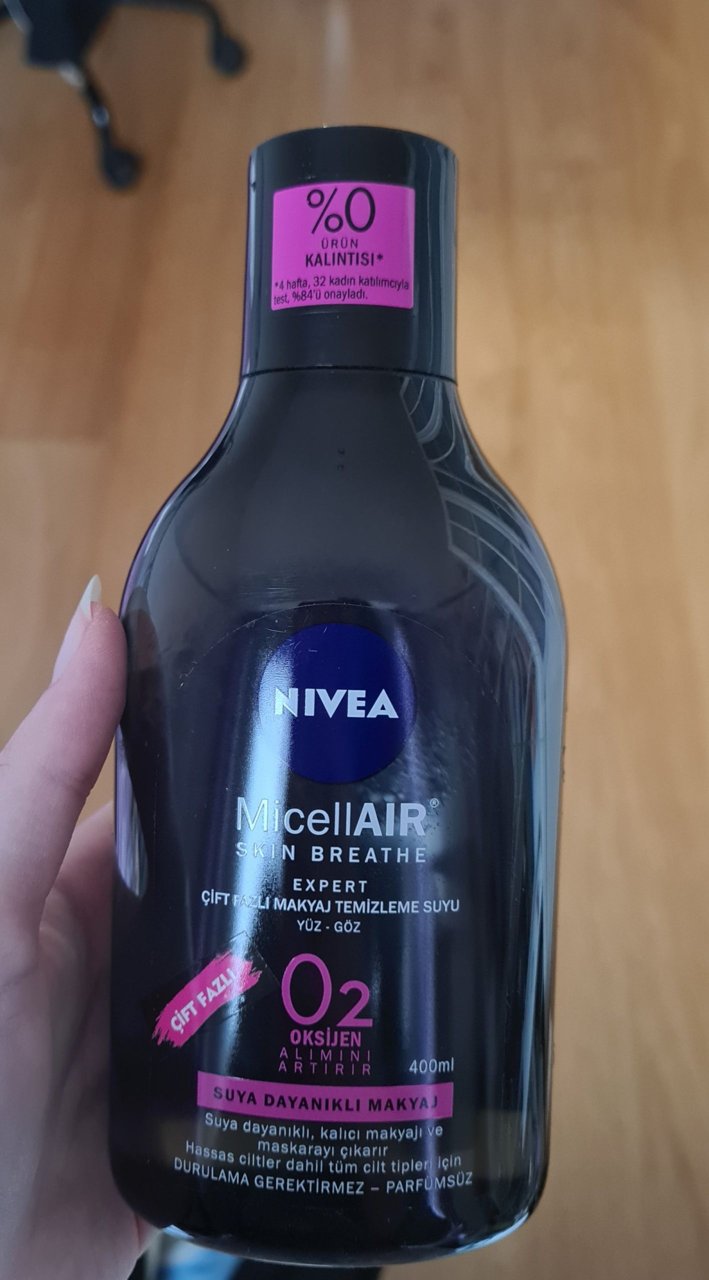 %0
ÜRÜN
KALINTISI*
*4 hafta, 32 kadın katılımcıyla
test, %84'ü onayladı.
NIVEA
MicellAIR®
SKIN BREATHE
EXPERT
ÇİFT FAZLI MAKYAJ TEMİZLEME SUYU
YÜZ - GÖZ
ÇİFT FAZLI
O2
OKSİJEN
ALIMINI
ARTIRIR
400ml
SUYA DAYANIKLI MAKYAJ
Suya dayanıklı, kalıcı makyajı ve
maskarayı çıkarır
Hassas ciltler dahil tüm cilt tipleri için
DURULAMA GEREKTİRMEZ – PARFÜMSÜZ